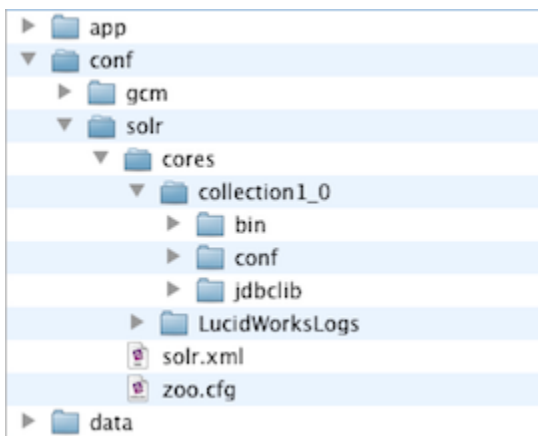 app
conf
gcm
solr
cores
collection1_0
bin
conf
jdbclib
LucidWorksLogs
solr.xml
zoo.cfg
data